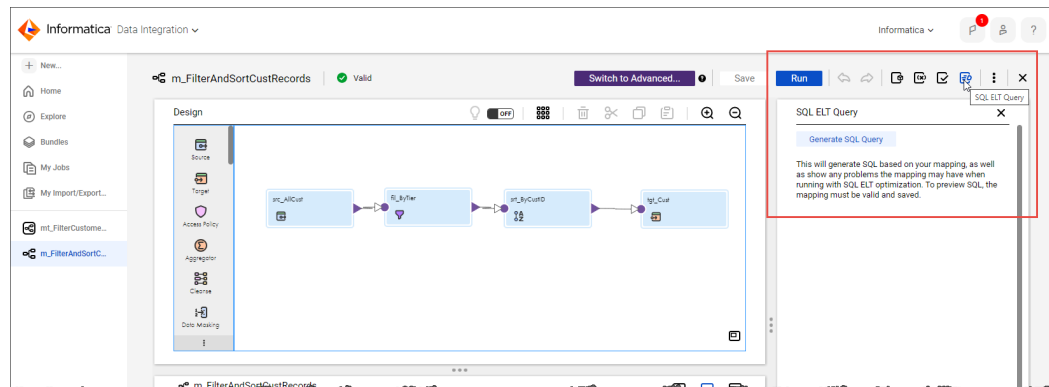 Informatica Data Integration
Informatica
1
?
New...
Home
Explore
Bundles
My Jobs
My Import/Export...
mt_FilterCustome...
m_FilterAndSortC...
m_FilterAndSortCustRecords
Valid
Switch to Advanced...
Save
Run
SQL ELT Query
Design
OFF
Source
Target
Access Policy
Aggregator
Cleanse
Data Masking
src_AllCust
fil_ByTier
srt_ByCustID
tgt_Cust
SQL ELT Query
Generate SQL Query
This will generate SQL based on your mapping, as well
as show any problems the mapping may have when
running with SQL ELT optimization. To preview SQL, the
mapping must be valid and saved.
m_FilterAndSortCustRecords